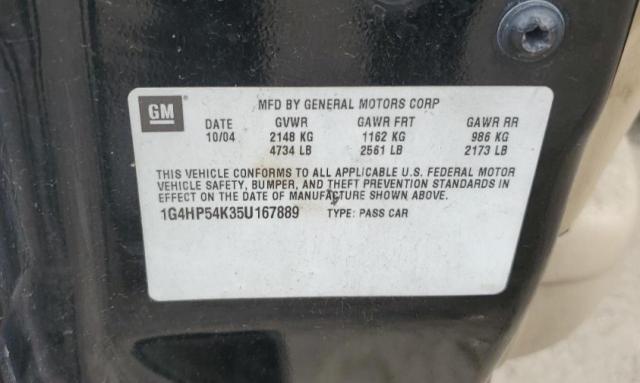 GM
MFD BY GENERAL MOTORS CORP
DATE GVWR GAWR FRT GAWR RR
10/04 2148 KG 1162 KG 986 KG
4734 LB 2561 LB 2173 LB
THIS VEHICLE CONFORMS TO ALL APPLICABLE U.S. FEDERAL MOTOR
VEHICLE SAFETY, BUMPER, AND THEFT PREVENTION STANDARDS IN
EFFECT ON THE DATE OF MANUFACTURE SHOWN ABOVE.
1G4HP54K35U167889 TYPE: PASS CAR